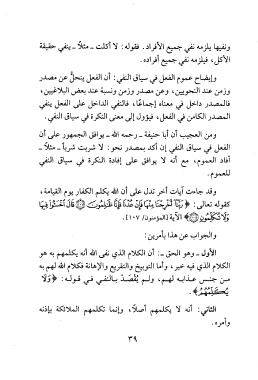 ونفيها يلزمه نفي جميع الأفراد. فقوله: لا أكلت ـ مثلاً ـ ينفي حقيقة
الأكل، فيلزمه نفي جميع أفراده.
وإيضاح عموم الفعل في سياق النفي: أن الفعل ينحلُّ عن مصدر
وزمن عند النحويين، وعن مصدر وزمن ونسبة عند بعض البلاغيين،
فالمصدر داخل في معناه إجماعًا، فالنفي الداخل على الفعل ينفي
المصدر الكامن في الفعل، فيؤول إلى معنى النكرة في سياق النفي.
ومن العجيب أن أبا حنيفة ـ رحمه الله ـ يوافق الجمهور على أن
الفعل في سياق النفي إن أكد بمصدر نحو: لا شربت شرباً ـ مثلاً ـ
أفاد العموم، مع أنه لا يوافق على إفادة النكرة في سياق النفي
للعموم.
وقد جاءت آيات أخر تدل على أن الله يكلم الكفار يوم القيامة،
كقوله تعالى: ﴿رَبَّنَا أَخْرِجْنَا مِنْهَا فَإِنْ عُدْنَا فَإِنَّا ظَالِمُونَ ۝ قَالَ اخْسَئُوا فِيهَا
وَلَا تُكَلِّمُونِ ۝﴾ الآية [المؤمنون/ ١٠٧].
والجواب عن هذا بأمرين:
الأول ـ وهو الحق ـ: أن الكلام الذي نفى الله أنه يكلمهم به هو
الكلام الذي فيه خير، وأما التوبيخ والتقريع والإهانة فكلام الله لهم به
من جنس عذابه لهم، ولم يُقْصَدْ بالنفي في قوله: ﴿وَلَا
يُكَلِّمُهُمُ﴾.
الثاني: أنه لا يكلمهم أصلاً، وإنما تكلمهم الملائكة بإذنه
وأمره.
٣٩